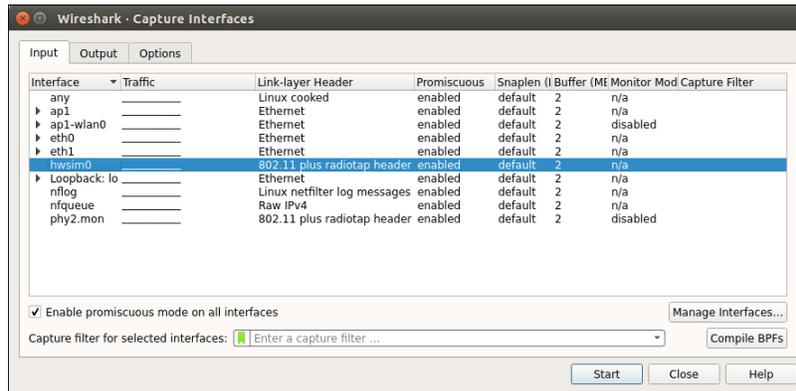 Wireshark · Capture Interfaces
Input Output Options
Interface Traffic Link-layer Header Promiscuous Snaplen (I Buffer (ME Monitor Mod Capture Filter
any Linux cooked enabled default 2 n/a
ap1 Ethernet enabled default 2 n/a
ap1-wlan0 Ethernet enabled default 2 disabled
eth0 Ethernet enabled default 2 n/a
eth1 Ethernet enabled default 2 n/a
hwsim0 802.11 plus radiotap header enabled default 2 n/a
Loopback: lo Ethernet enabled default 2 n/a
nflog Linux netfilter log messages enabled default 2 n/a
nfqueue Raw IPv4 enabled default 2 n/a
phy2.mon 802.11 plus radiotap header enabled default 2 disabled
Enable promiscuous mode on all interfaces Manage Interfaces...
Capture filter for selected interfaces: Enter a capture filter ... Compile BPFs
Start Close Help